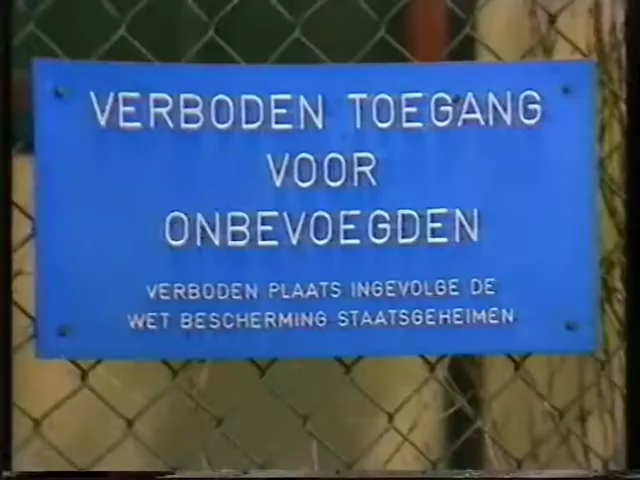 VERBODEN TOEGANG
VOOR
ONBEVOEGDEN
VERBODEN PLAATS INGEVOLGE DE
WET BESCHERMING STAATSGEHEIMEN